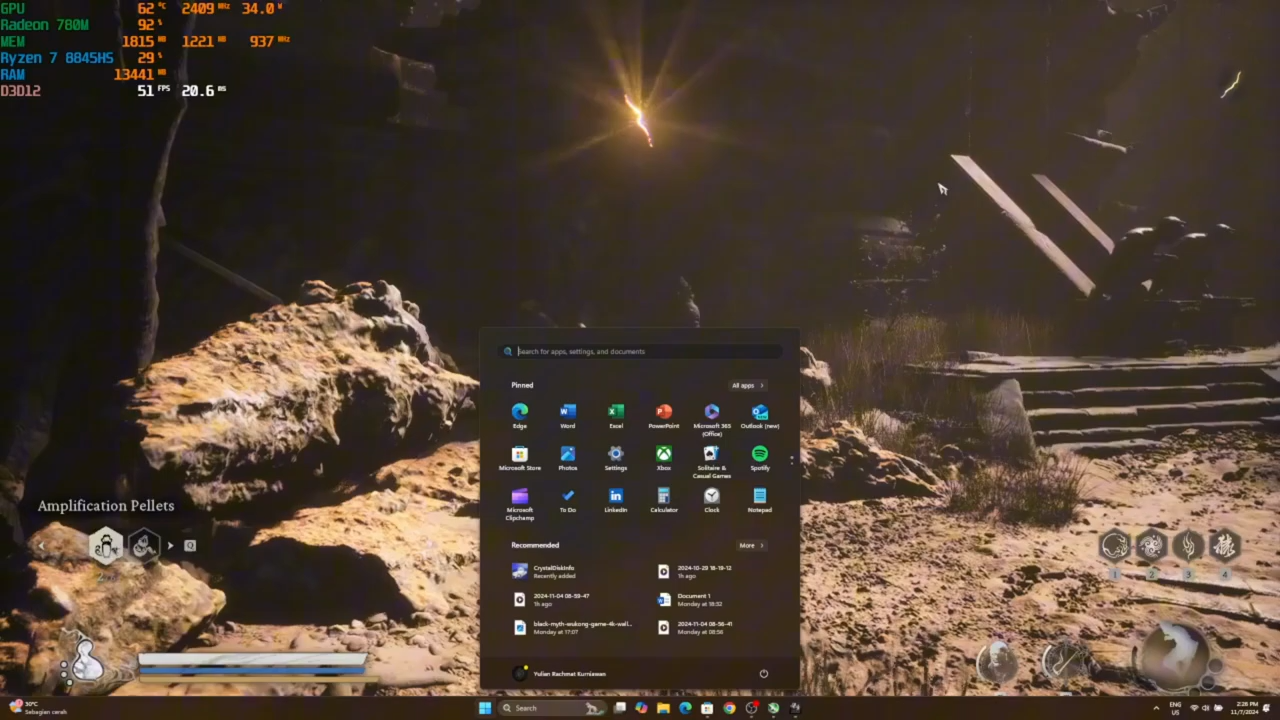 GPU 62 °C 2409 MHz 34.0 W
Radeon 780M 92 %
MEM 1815 MB 1221 MB 937 MHz
Ryzen 7 8845HS 29 %
RAM 13441 MB
D3D12 51 FPS 20.6 ms
Search for apps, settings, and documents
Pinned All apps
Edge Word Excel PowerPoint Microsoft 365 (Office) Outlook (new)
Microsoft Store Photos Settings Xbox Solitaire & Casual Games Spotify
Microsoft Clipchamp To Do LinkedIn Calculator Clock Notepad
Recommended More
CrystalDiskInfo
Recently added
2024-10-29 18-19-12
1h ago
2024-11-04 08-59-47
1h ago
Document 1
Monday at 18:52
black-myth-wukong-game-4k-wall...
Monday at 17:07
2024-11-04 08-56-41
Monday at 08:56
Yulian Rachmat Kurniawan
Amplification Pellets
Q
1 2 3 4
30°C
Sebagian cerah
Search
ENG
US
2:28 PM
11/7/2024